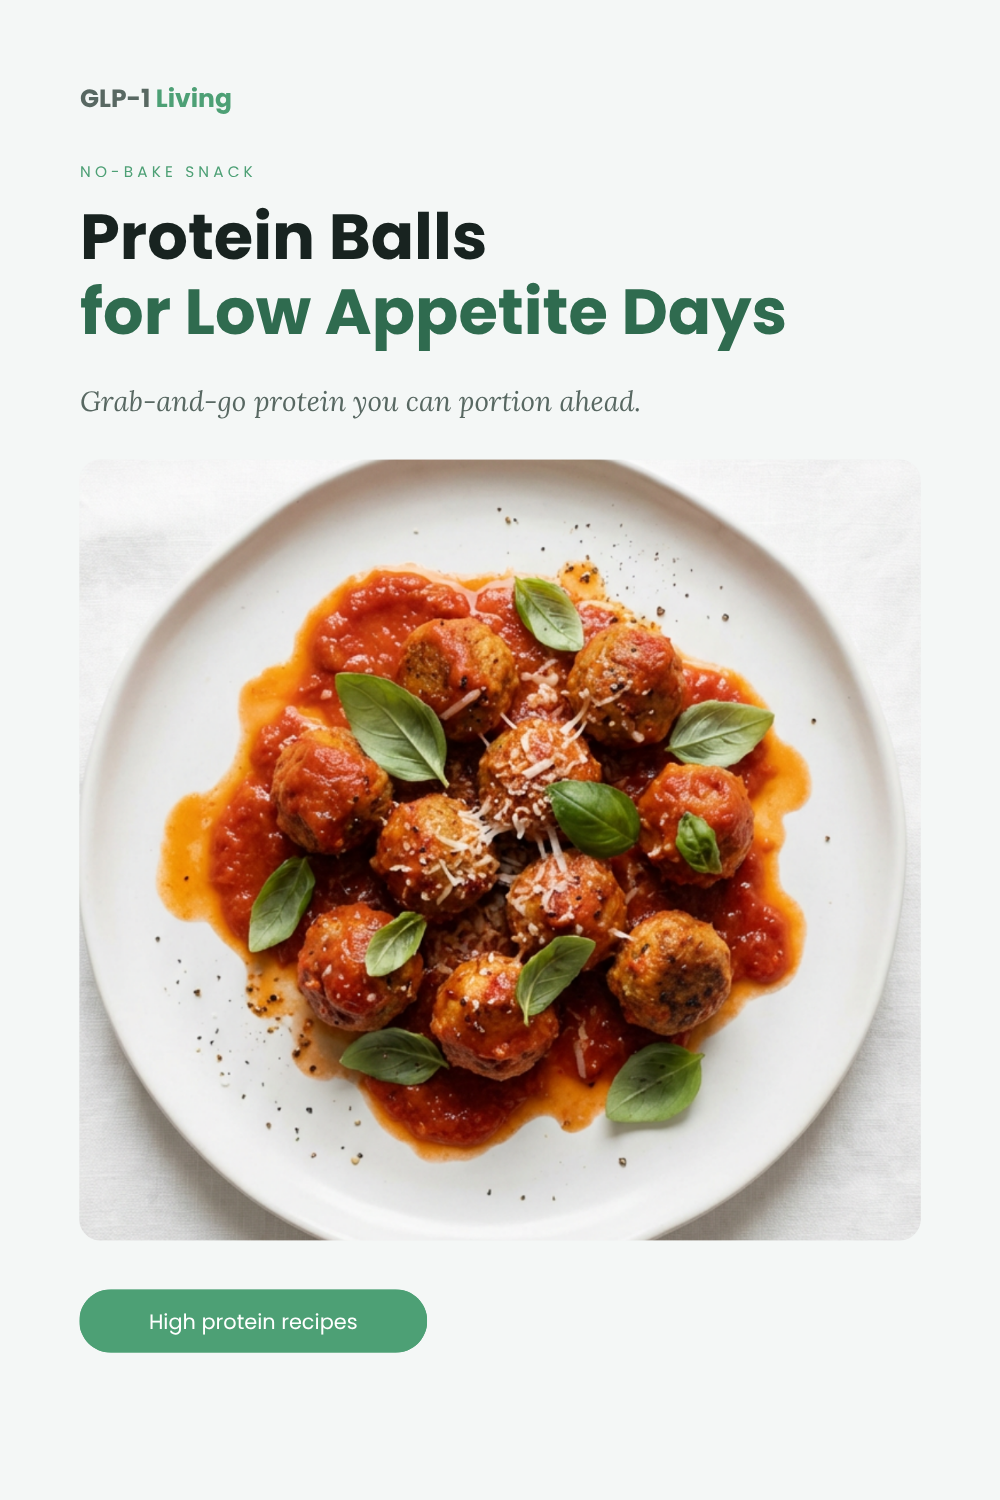 GLP-1 Living
NO-BAKE SNACK
Protein Balls
for Low Appetite Days
Grab-and-go protein you can portion ahead.
High protein recipes